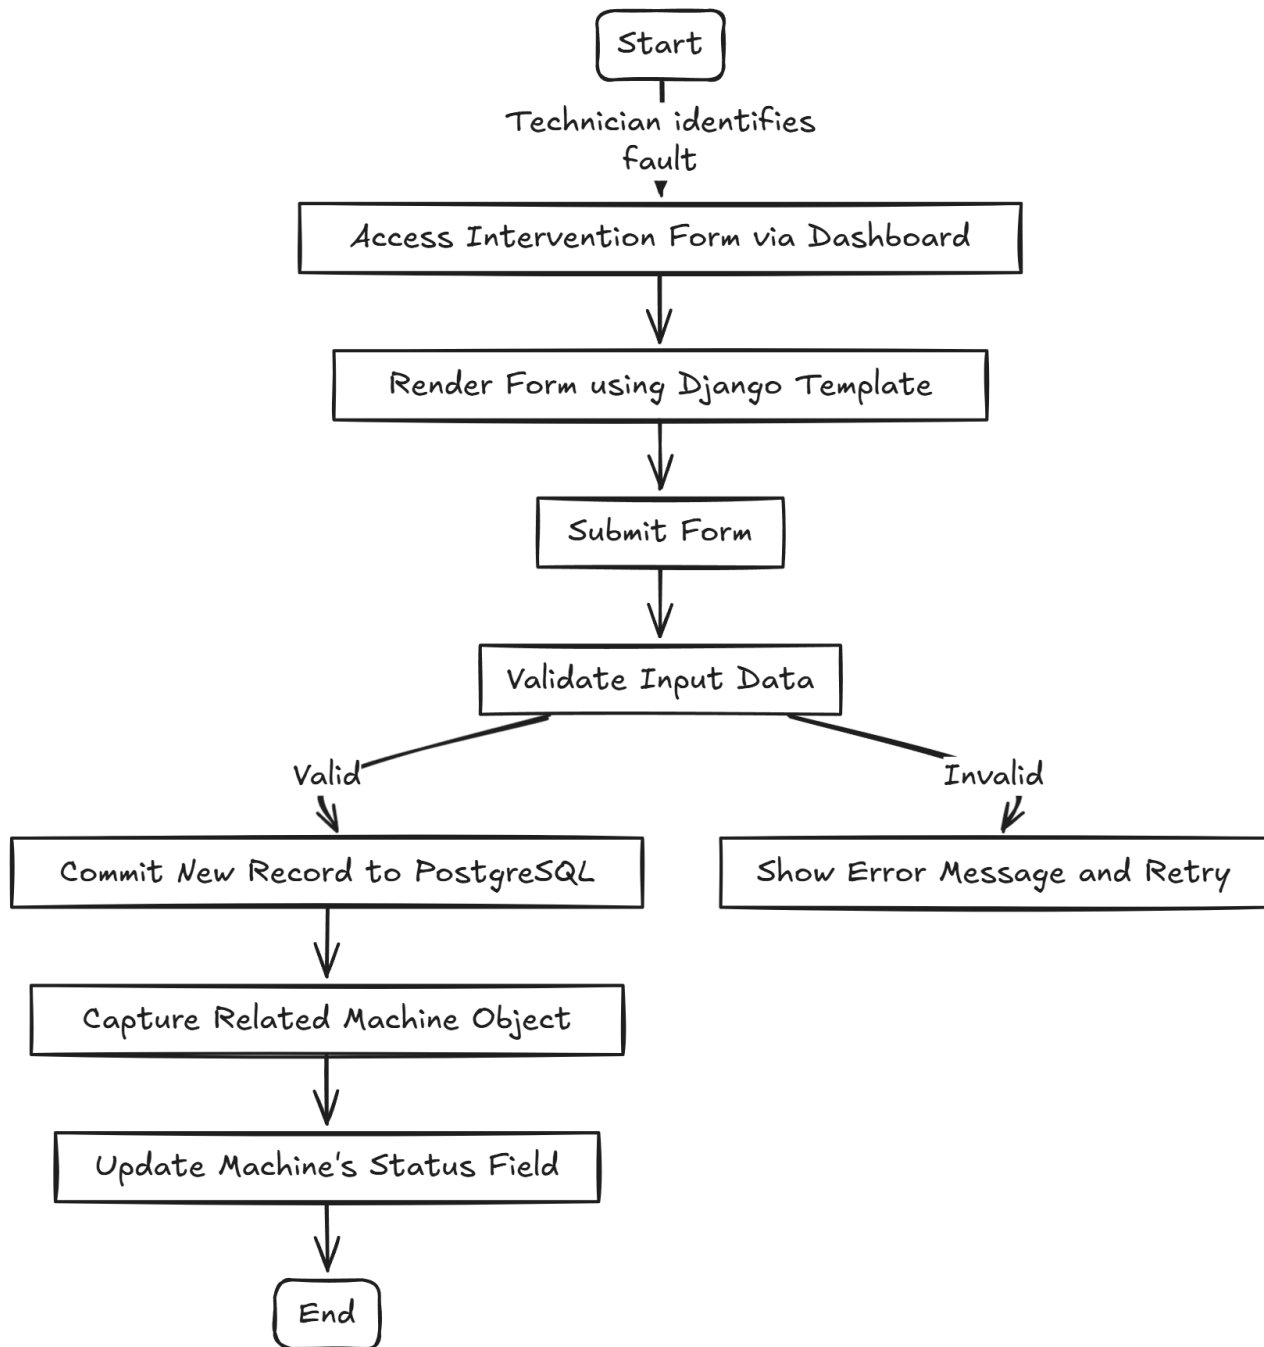 Start
Technician identifies
fault
Access Intervention Form via Dashboard
Render Form using Django Template
Submit Form
Validate Input Data
Valid
Invalid
Commit New Record to PostgreSQL
Show Error Message and Retry
Capture Related Machine Object
Update Machine's Status Field
End